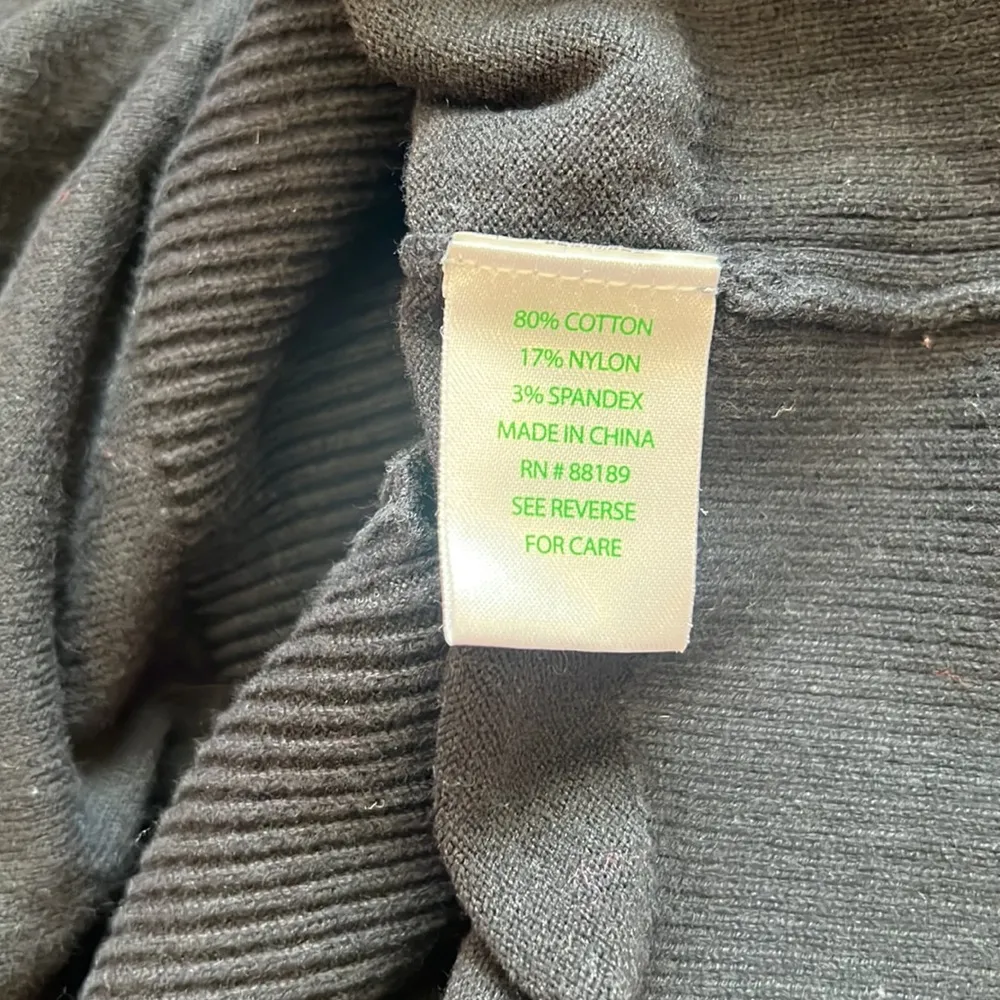 80% COTTON
17% NYLON
3% SPANDEX
MADE IN CHINA
RN # 88189
SEE REVERSE
FOR CARE